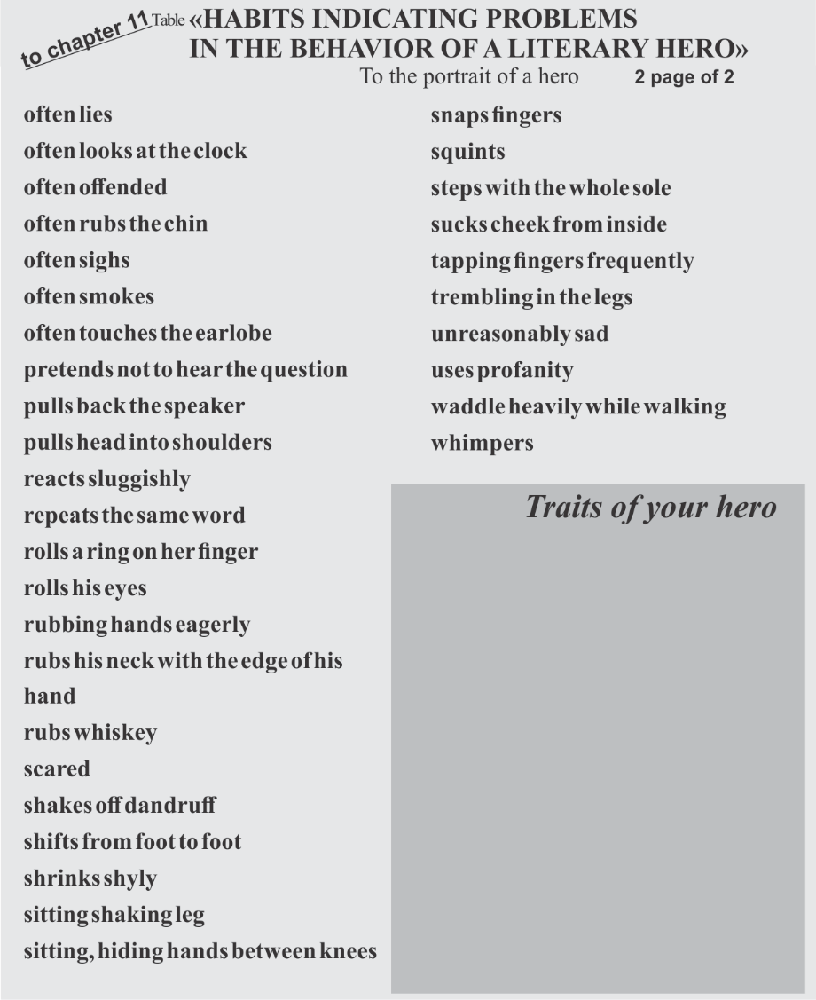 to chapter 11
Table «HABITS INDICATING PROBLEMS
IN THE BEHAVIOR OF A LITERARY HERO»
To the portrait of a hero
2 page of 2
often lies
often looks at the clock
often offended
often rubs the chin
often sighs
often smokes
often touches the earlobe
pretends not to hear the question
pulls back the speaker
pulls head into shoulders
reacts sluggishly
repeats the same word
rolls a ring on her finger
rolls his eyes
rubbing hands eagerly
rubs his neck with the edge of his
hand
rubs whiskey
scared
shakes off dandruff
shifts from foot to foot
shrinks shyly
sitting shaking leg
sitting, hiding hands between knees
snaps fingers
squints
steps with the whole sole
sucks cheek from inside
tapping fingers frequently
trembling in the legs
unreasonably sad
uses profanity
waddle heavily while walking
whimpers
Traits of your hero